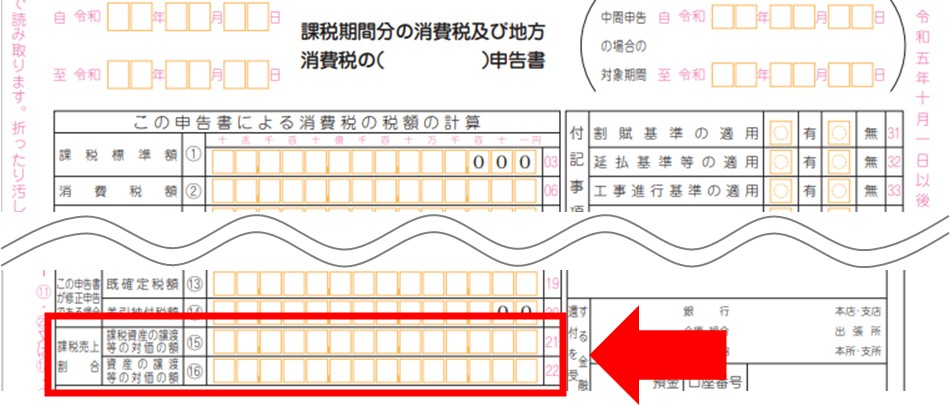 で読み取ります。折ったり汚し
自 令和 年 月 日
課税期間分の消費税及び地方
消費税の( )申告書
至 令和 年 月 日
中間申告 自 令和 年 月 日
の場合の
対象期間 至 令和 年 月 日
令和五年十月一日以後
この申告書による消費税の税額の計算
十 兆 千 百 十 億 千 百 十 万 千 百 十 一円
課税標準額 ① 0 0 0 03
消費税額 ② 06
付記事項
割賦基準の適用 有 無 31
延払基準等の適用 有 無 32
工事進行基準の適用 有 無 33
この申告書
が修正申告
である場合
既確定税額 ⑬ 19
差引納付税額 ⑭ 0 0 20
課税売上
割合
課税資産の譲渡
等の対価の額 ⑮ 21
資産の譲渡
等の対価の額 ⑯ 22
還付を受
する金融
銀行 本店・支店
出張所
本所・支所
預金 口座番号